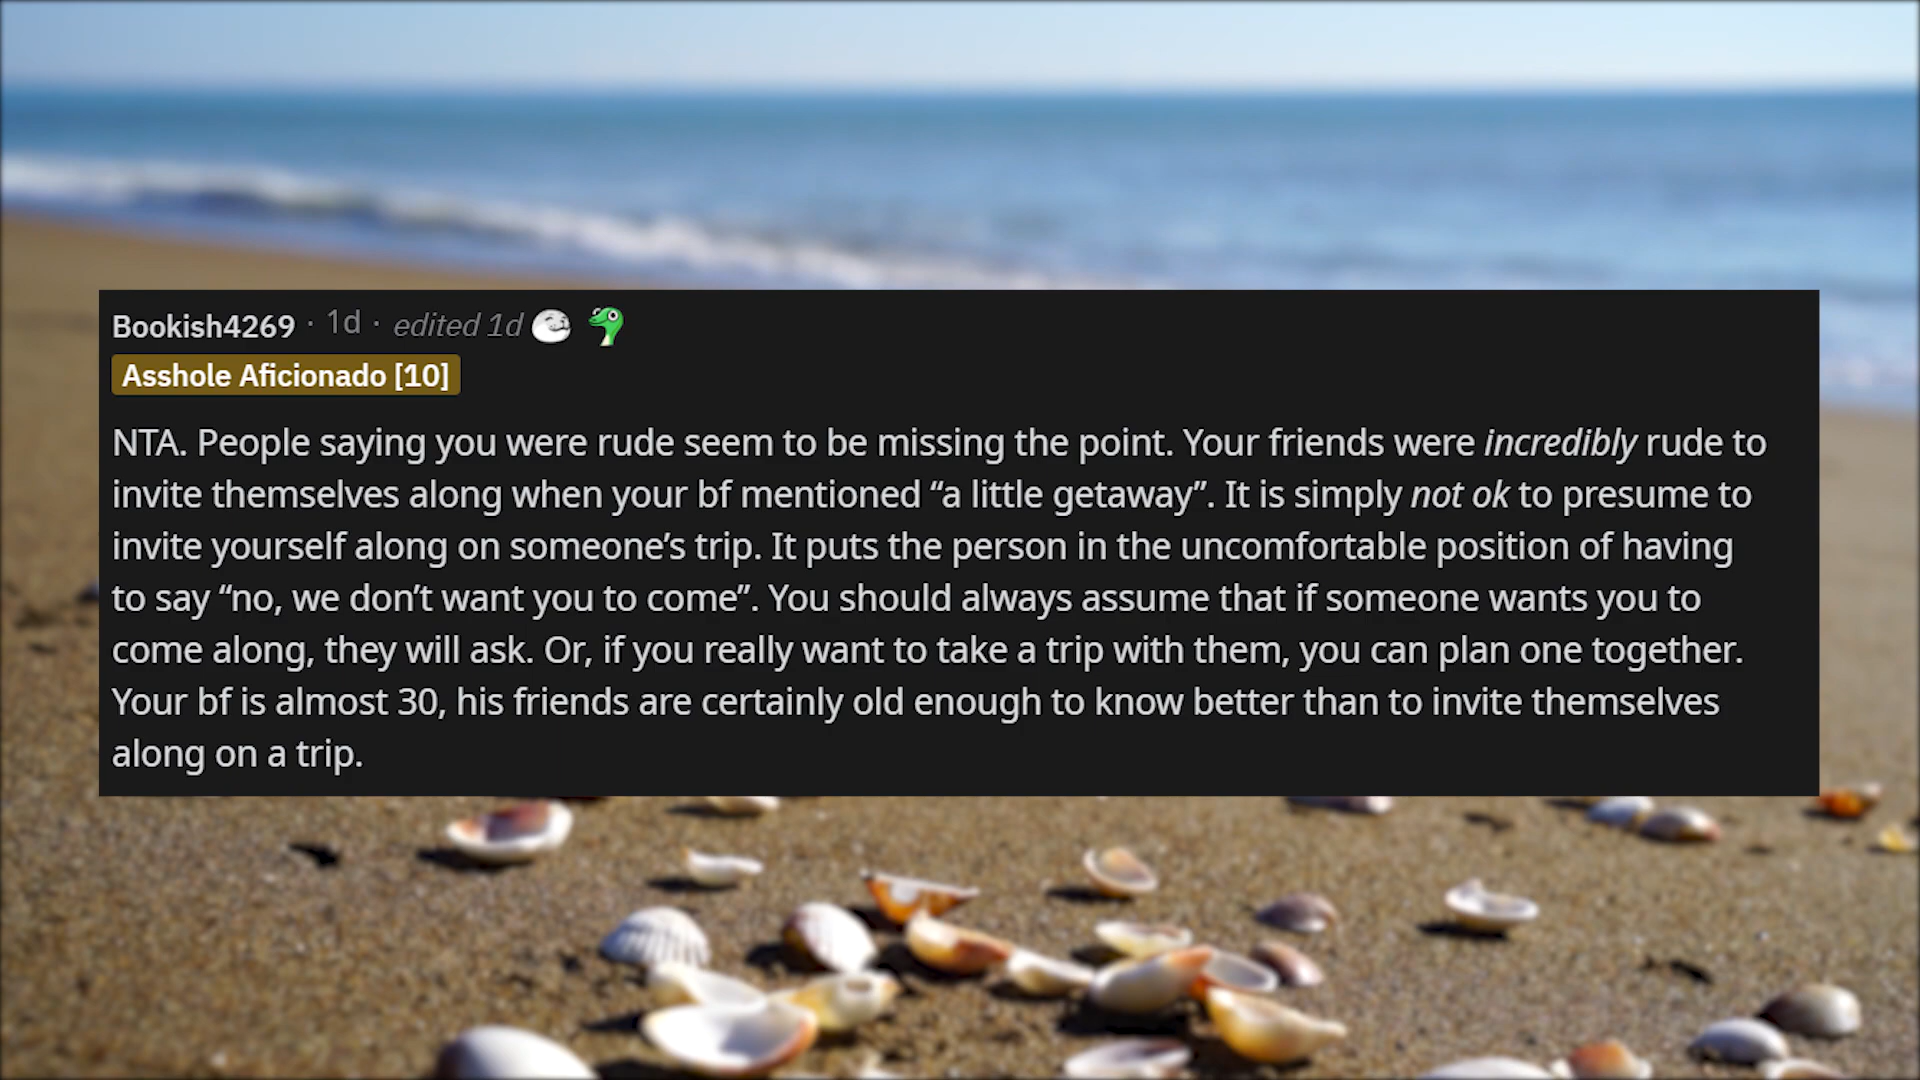 Bookish4269 · 1d · edited 1d
Asshole Aficionado [10]
NTA. People saying you were rude seem to be missing the point. Your friends were incredibly rude to
invite themselves along when your bf mentioned “a little getaway”. It is simply not ok to presume to
invite yourself along on someone’s trip. It puts the person in the uncomfortable position of having
to say “no, we don’t want you to come”. You should always assume that if someone wants you to
come along, they will ask. Or, if you really want to take a trip with them, you can plan one together.
Your bf is almost 30, his friends are certainly old enough to know better than to invite themselves
along on a trip.